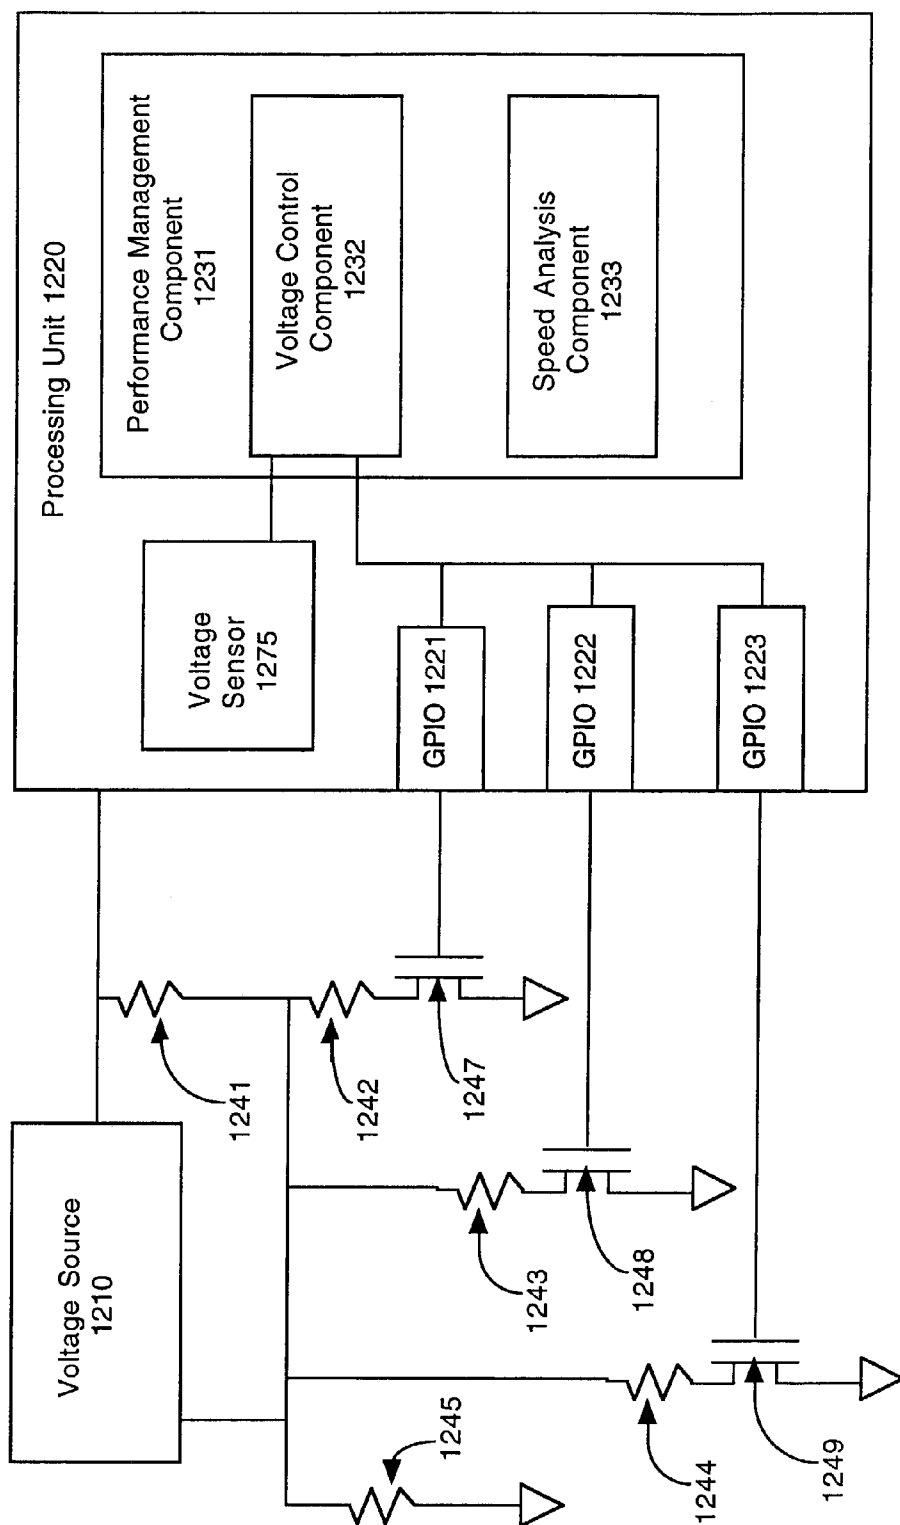 Processing Unit 1220
Performance Management
Component
1231
Voltage Control
Component
1232
Speed Analysis
Component
1233
Voltage
Sensor
1275
GPIO 1221
GPIO 1222
GPIO 1223
Voltage Source
1210
1241
1242
1247
1243
1248
1245
1244
1249